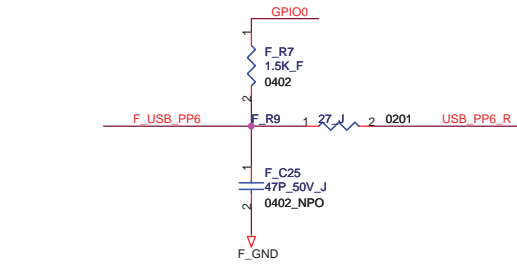 GPIO0
1
F_R7
1.5K_F
0402
2
F_USB_PP6
F_R9
1
27_J
2
0201
USB_PP6_R
1
F_C25
47P_50V_J
0402_NPO
2
F_GND